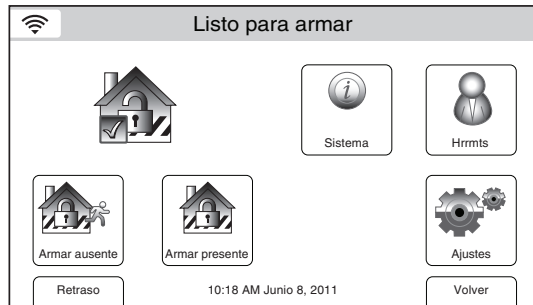 Listo para armar
Sistema
Hrrmts
Armar ausente
Armar presente
Ajustes
Retraso
10:18 AM Junio 8, 2011
Volver